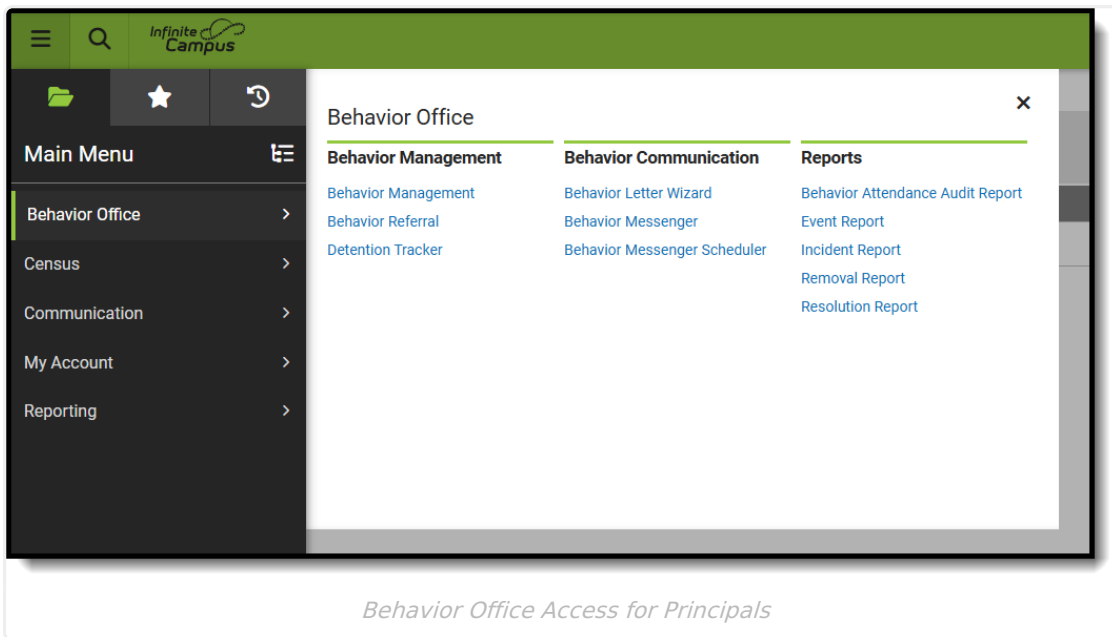 Infinite
Campus
Main Menu
Behavior Office
Census
Communication
My Account
Reporting
Behavior Office
Behavior Management
Behavior Management
Behavior Referral
Detention Tracker
Behavior Communication
Behavior Letter Wizard
Behavior Messenger
Behavior Messenger Scheduler
Reports
Behavior Attendance Audit Report
Event Report
Incident Report
Removal Report
Resolution Report
Behavior Office Access for Principals